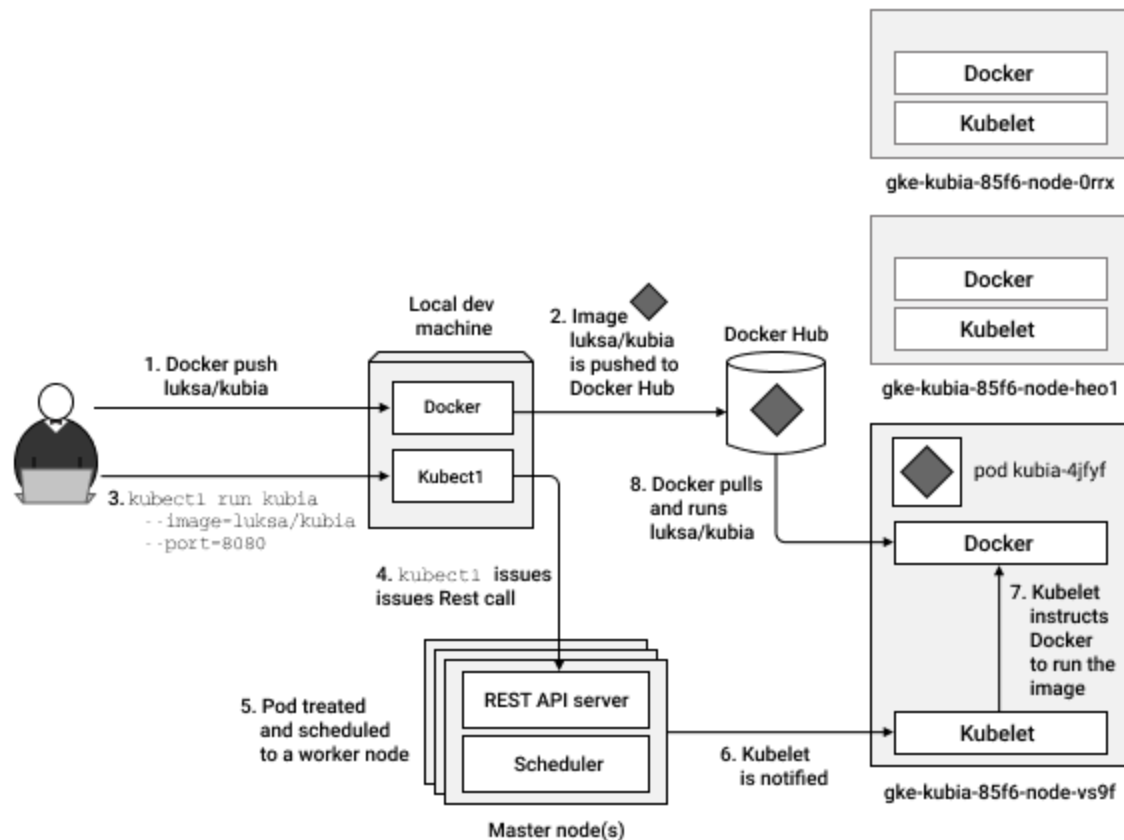 Docker
Kubelet
gke-kubia-85f6-node-0rrx
Docker
Kubelet
gke-kubia-85f6-node-heo1
Local dev
machine
1. Docker push
luksa/kubia
Docker
Kubect1
2. Image
luksa/kubia
is pushed to
Docker Hub
Docker Hub
3. kubect1 run kubia
--image=luksa/kubia
--port=8080
4. kubect1 issues
issues Rest call
5. Pod treated
and scheduled
to a worker node
REST API server
Scheduler
Master node(s)
6. Kubelet
is notified
pod kubia-4jfyf
Docker
7. Kubelet
instructs
Docker
to run the
image
Kubelet
gke-kubia-85f6-node-vs9f
8. Docker pulls
and runs
luksa/kubia